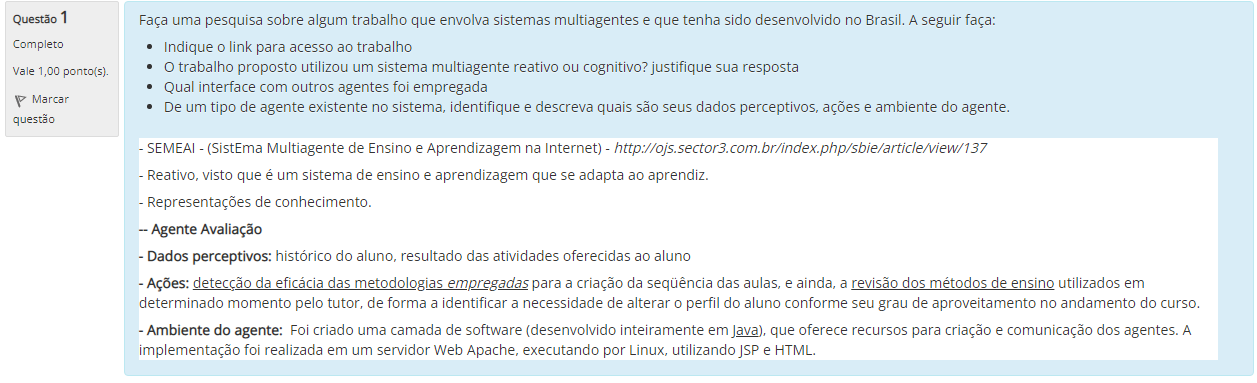 Questão 1
Completo
Vale 1,00 ponto(s).
Marcar
questão
Faça uma pesquisa sobre algum trabalho que envolva sistemas multiagentes e que tenha sido desenvolvido no Brasil. A seguir faça:
• Indique o link para acesso ao trabalho
• O trabalho proposto utilizou um sistema multiagente reativo ou cognitivo? justifique sua resposta
• Qual interface com outros agentes foi empregada
• De um tipo de agente existente no sistema, identifique e descreva quais são seus dados perceptivos, ações e ambiente do agente.
- SEMEAI - (SistEma Multiagente de Ensino e Aprendizagem na Internet) - http://ojs.sector3.com.br/index.php/sbie/article/view/137
- Reativo, visto que é um sistema de ensino e aprendizagem que se adapta ao aprendiz.
- Representações de conhecimento.
-- Agente Avaliação
- Dados perceptivos: histórico do aluno, resultado das atividades oferecidas ao aluno
- Ações: detecção da eficácia das metodologias empregadas para a criação da seqüência das aulas, e ainda, a revisão dos métodos de ensino utilizados em
determinado momento pelo tutor, de forma a identificar a necessidade de alterar o perfil do aluno conforme seu grau de aproveitamento no andamento do curso.
- Ambiente do agente: Foi criado uma camada de software (desenvolvido inteiramente em Java), que oferece recursos para criação e comunicação dos agentes. A
implementação foi realizada em um servidor Web Apache, executando por Linux, utilizando JSP e HTML.